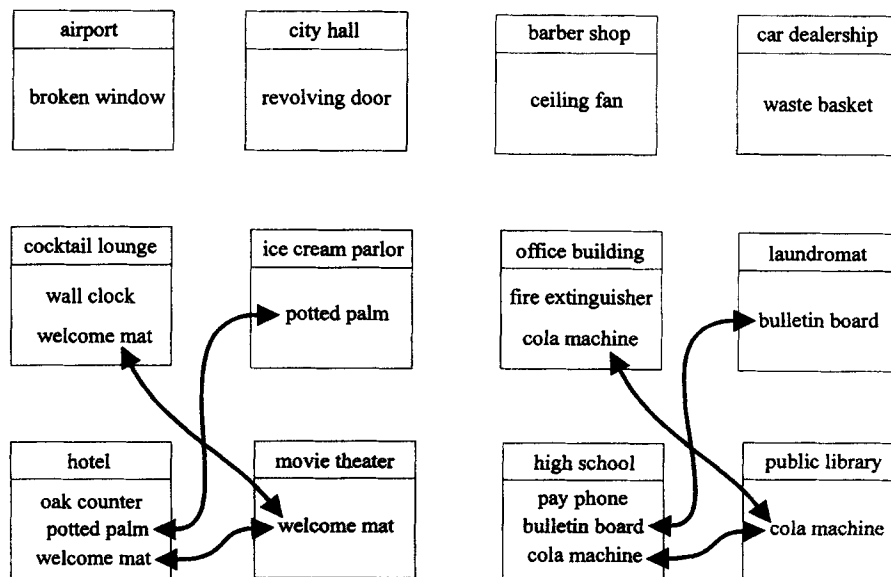 airport
broken window
city hall
revolving door
barber shop
ceiling fan
car dealership
waste basket
cocktail lounge
wall clock
welcome mat
ice cream parlor
potted palm
office building
fire extinguisher
cola machine
laundromat
bulletin board
hotel
oak counter
potted palm
welcome mat
movie theater
welcome mat
high school
pay phone
bulletin board
cola machine
public library
cola machine